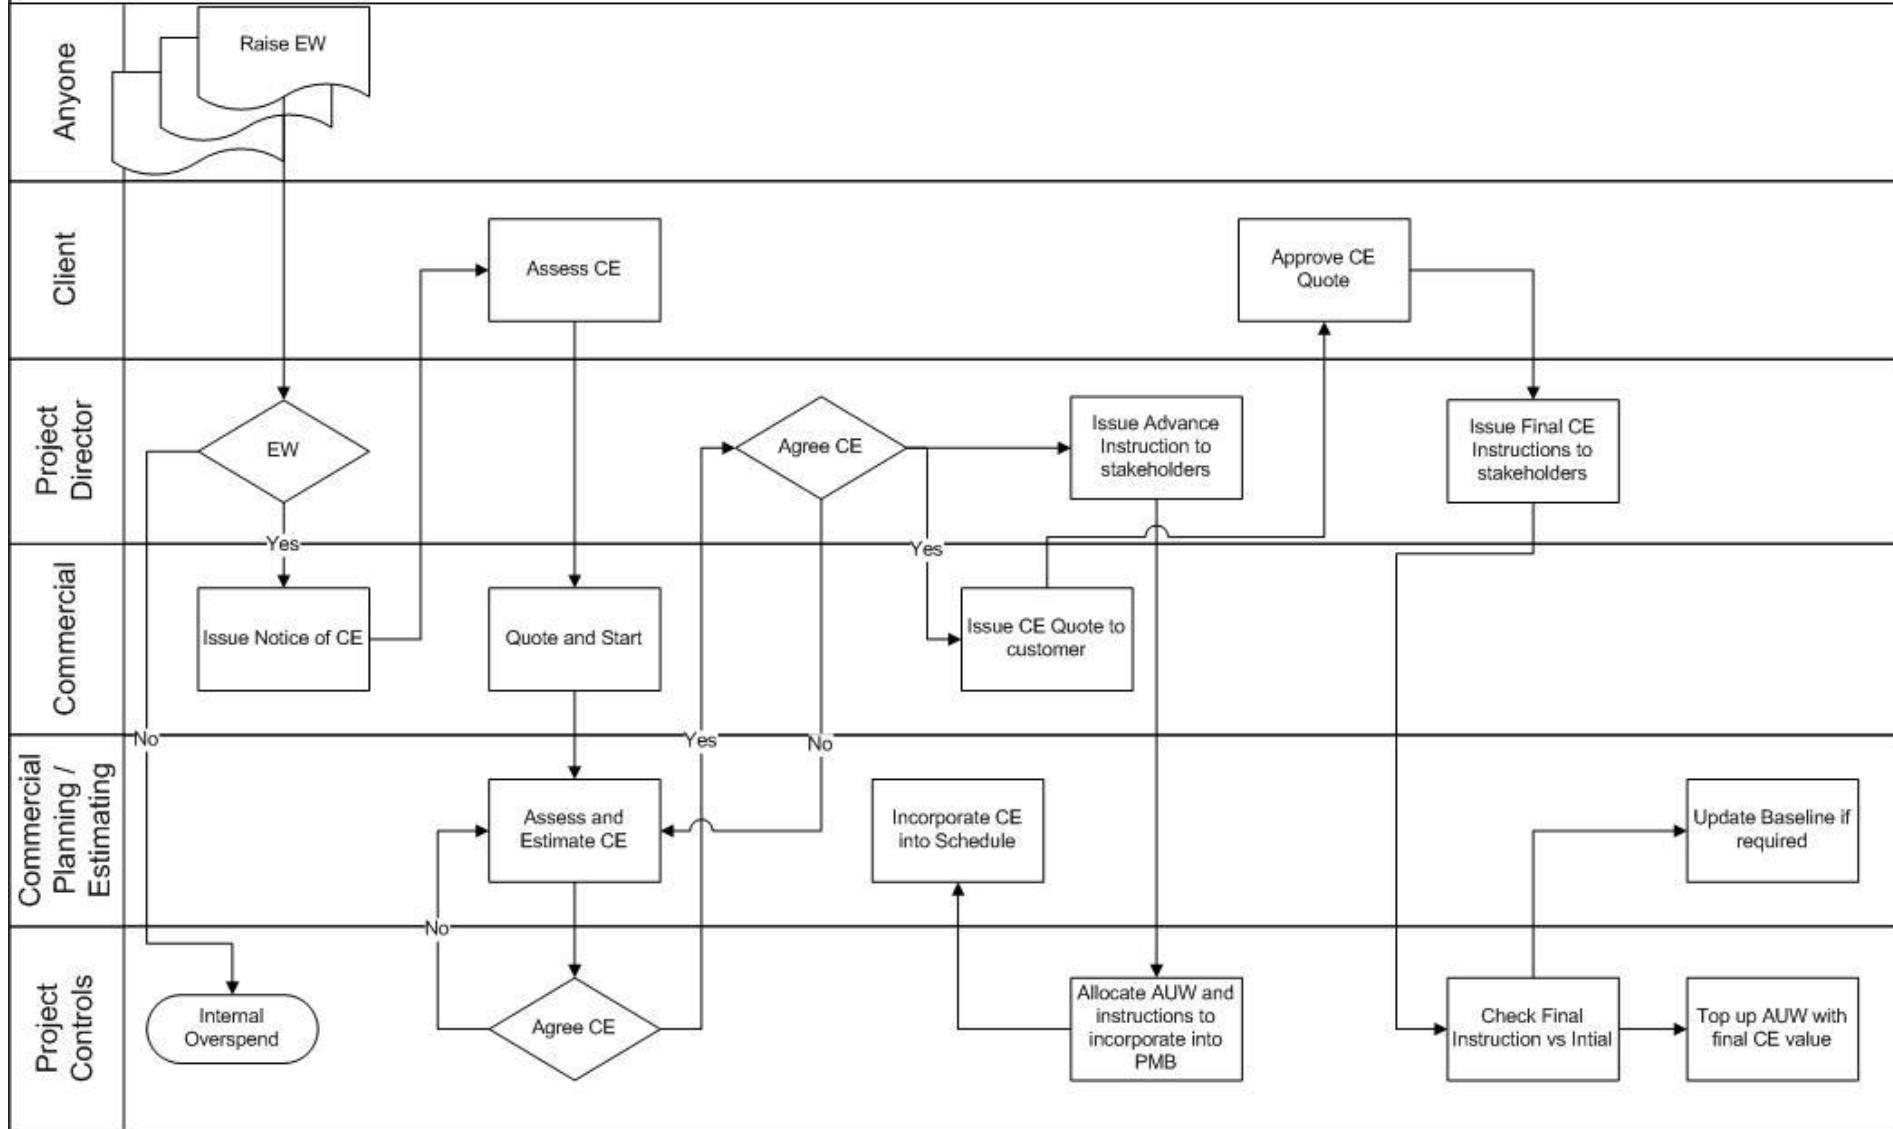 Anyone
Raise EW
Client
Assess CE
Approve CE
Quote
Project
Director
EW
Agree CE
Issue Advance
Instruction to
stakeholders
Issue Final CE
Instructions to
stakeholders
Yes
Yes
Commercial
Issue Notice of CE
Quote and Start
Issue CE Quote to
customer
No
Yes
No
Commercial
Planning /
Estimating
Assess and
Estimate CE
Incorporate CE
into Schedule
Update Baseline if
required
No
Project
Controls
Internal
Overspend
Agree CE
Allocate AUW and
instructions to
incorporate into
PMB
Check Final
Instruction vs Intial
Top up AUW with
final CE value